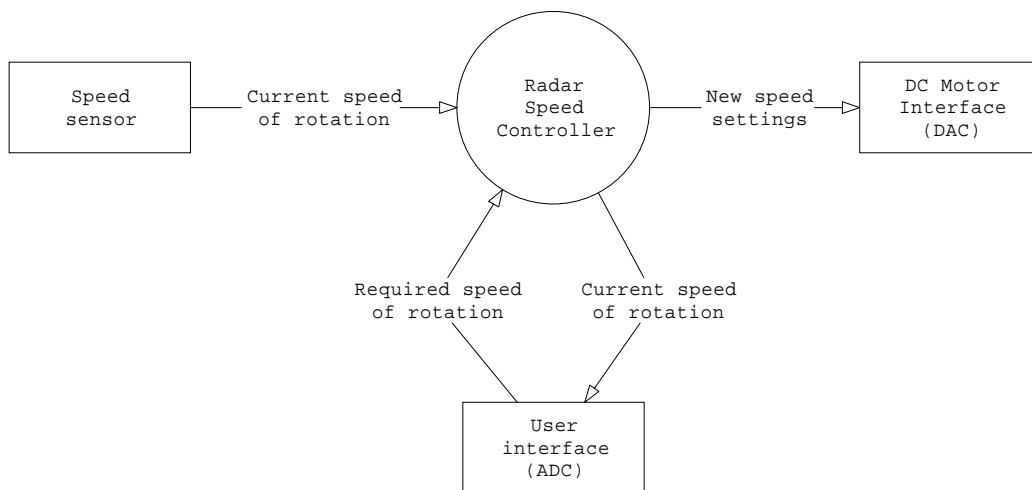 Speed
sensor
Current speed
of rotation
Radar
Speed
Controller
New speed
settings
DC Motor
Interface
(DAC)
Required speed
of rotation
Current speed
of rotation
User
interface
(ADC)